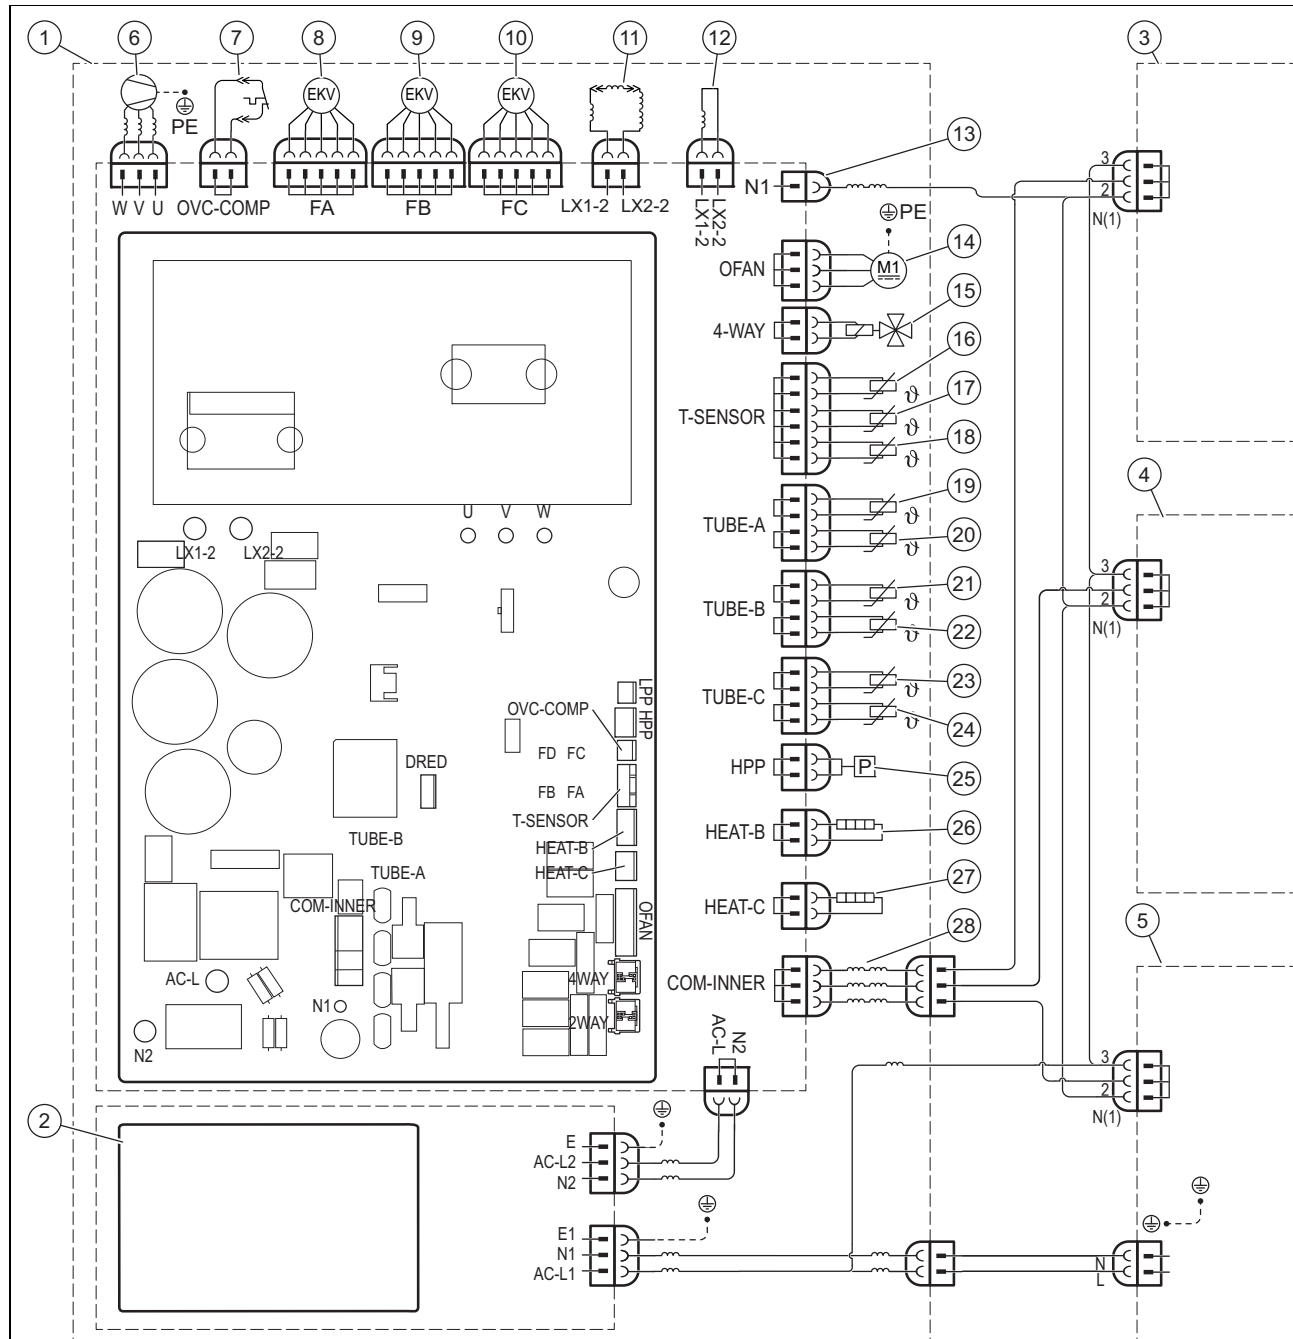 1 6 7 8 9 10 11 12 3
EKV EKV EKV
PE
W V U OVC-COMP FA FB FC LX1-2 LX2-2
LX1-2 LX2-2
N1 13
3
2
N(1)
PE
OFAN M1 14
4-WAY 15
16
T-SENSOR ϑ 17
ϑ 18
ϑ
4
19
TUBE-A ϑ
20
ϑ
21
TUBE-B ϑ
22
ϑ
3
2
N(1)
23
TUBE-C ϑ
24
ϑ
HPP P 25
HEAT-B 26
HEAT-C 27
28
COM-INNER
5
U V W
LX1-2 LX2-2
LPP HPP
OVC-COMP
FD FC
DRED
FB FA
T-SENSOR
TUBE-B
HEAT-B
TUBE-A
HEAT-C
COM-INNER
OFAN
AC-L
4WAY
N1
2WAY
N2
AC-L N2
3
2
N(1)
2
E
AC-L2
N2
E1
N1
AC-L1
N
L